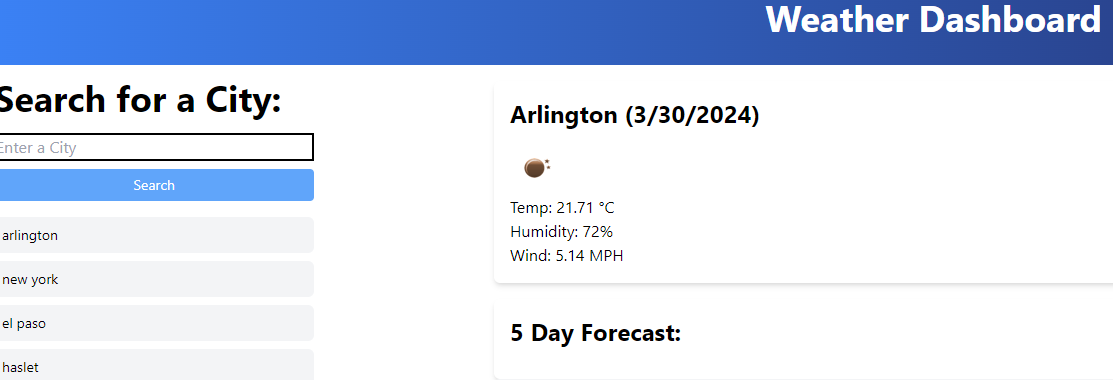 Weather Dashboard
Search for a City:
Enter a City
Search
arlington
new york
el paso
haslet
Arlington (3/30/2024)
Temp: 21.71 °C
Humidity: 72%
Wind: 5.14 MPH
5 Day Forecast: